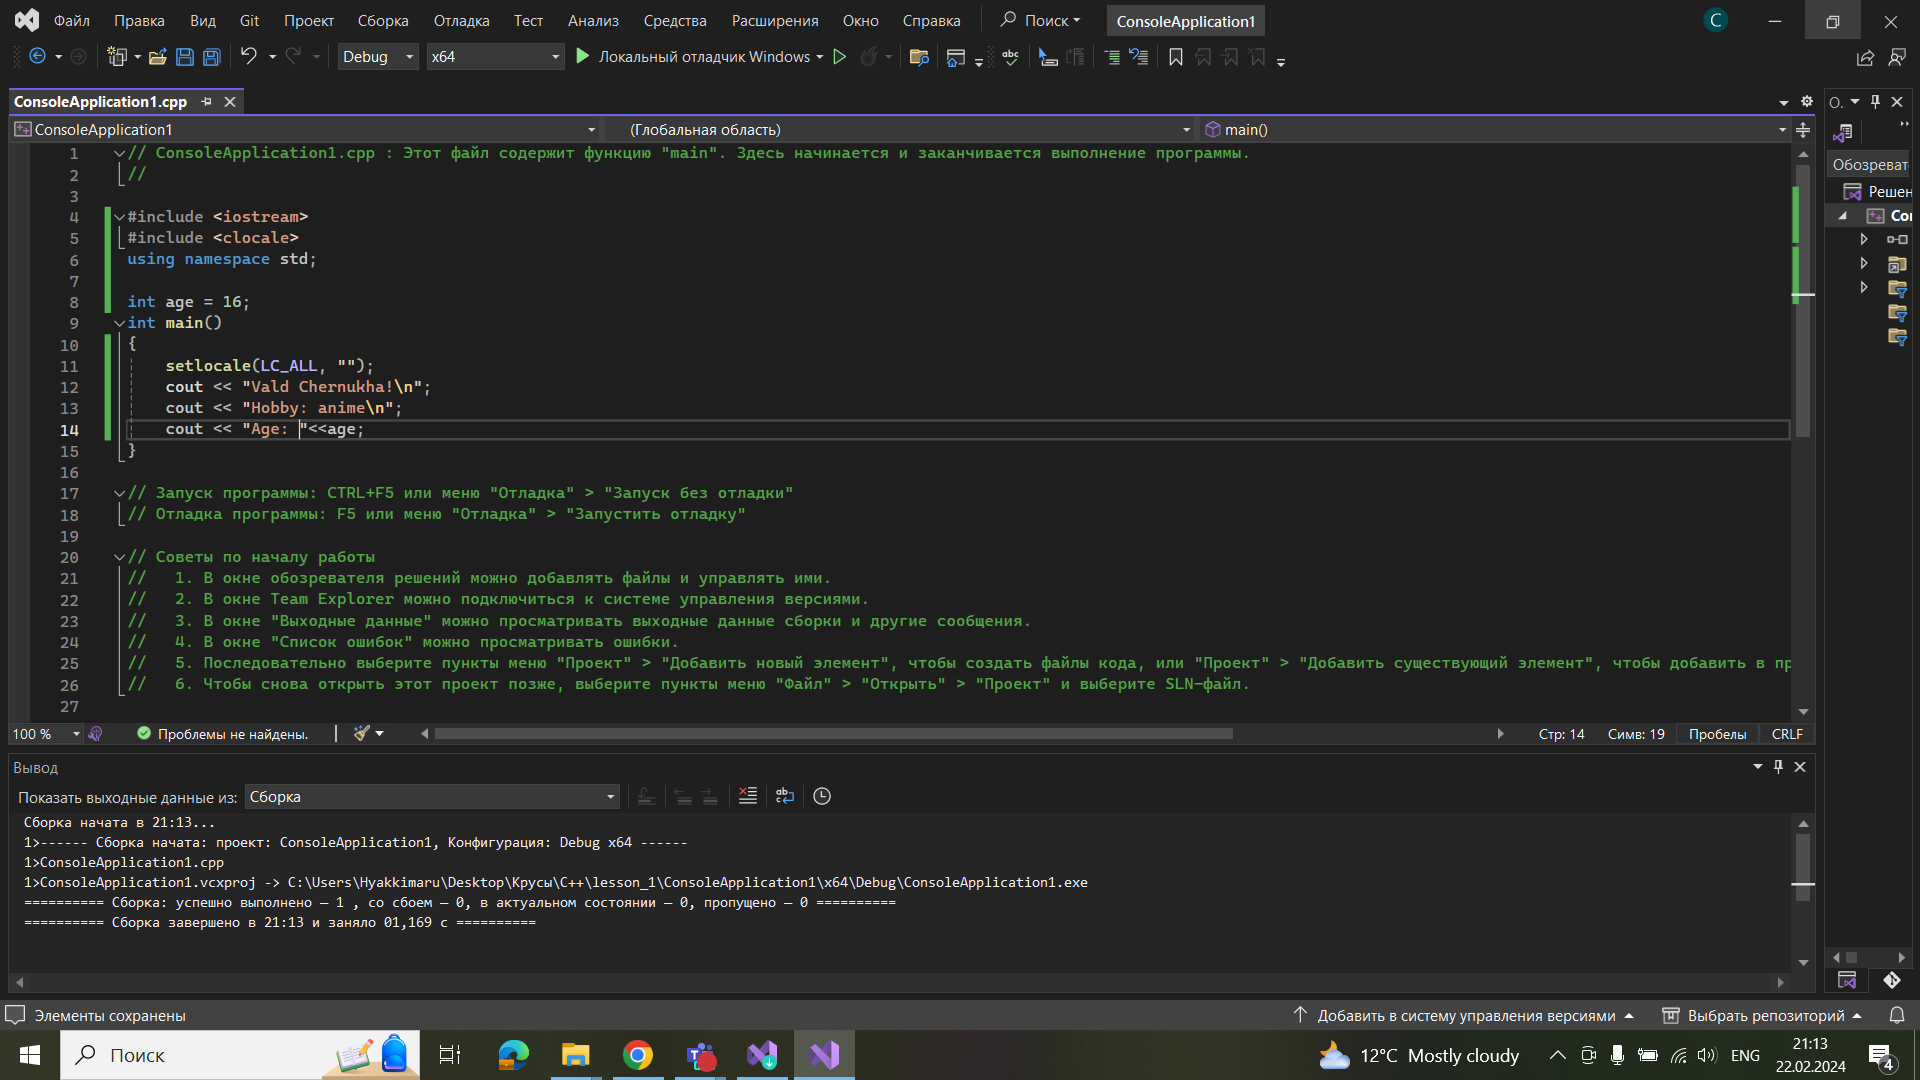 Файл Правка Вид Git Проект Сборка Отладка Тест Анализ Средства Расширения Окно Справка Поиск ConsoleApplication1 C
Debug x64 Локальный отладчик Windows
ConsoleApplication1.cpp
ConsoleApplication1 (Глобальная область) main()
1 // ConsoleApplication1.cpp : Этот файл содержит функцию "main". Здесь начинается и заканчивается выполнение программы.
2 //
3
4 #include <iostream>
5 #include <clocale>
6 using namespace std;
7
8 int age = 16;
9 int main()
10 {
11 setlocale(LC_ALL, "");
12 cout << "Vald Chernukha!\n";
13 cout << "Hobby: anime\n";
14 cout << "Age: "<<age;
15 }
16
17 // Запуск программы: CTRL+F5 или меню "Отладка" > "Запуск без отладки"
18 // Отладка программы: F5 или меню "Отладка" > "Запустить отладку"
19
20 // Советы по началу работы
21 // 1. В окне обозревателя решений можно добавлять файлы и управлять ими.
22 // 2. В окне Team Explorer можно подключиться к системе управления версиями.
23 // 3. В окне "Выходные данные" можно просматривать выходные данные сборки и другие сообщения.
24 // 4. В окне "Список ошибок" можно просматривать ошибки.
25 // 5. Последовательно выберите пункты меню "Проект" > "Добавить новый элемент", чтобы создать файлы кода, или "Проект" > "Добавить существующий элемент", чтобы добавить в пр
26 // 6. Чтобы снова открыть этот проект позже, выберите пункты меню "Файл" > "Открыть" > "Проект" и выберите SLN-файл.
27
О.
Обозреват
Решен
Con
100 % Проблемы не найдены. Стр: 14 Симв: 19 Пробелы CRLF
Вывод
Показать выходные данные из: Сборка
Сборка начата в 21:13...
1>------ Сборка начата: проект: ConsoleApplication1, Конфигурация: Debug x64 ------
1>ConsoleApplication1.cpp
1>ConsoleApplication1.vcxproj -> C:\Users\Hyakkimaru\Desktop\Крусы\C++\lesson_1\ConsoleApplication1\x64\Debug\ConsoleApplication1.exe
========== Сборка: успешно выполнено — 1 , со сбоем — 0, в актуальном состоянии — 0, пропущено — 0 ==========
========== Сборка завершено в 21:13 и заняло 01,169 с ==========
Элементы сохранены Добавить в систему управления версиями Выбрать репозиторий
Поиск 12°C Mostly cloudy ENG 21:13
22.02.2024 4